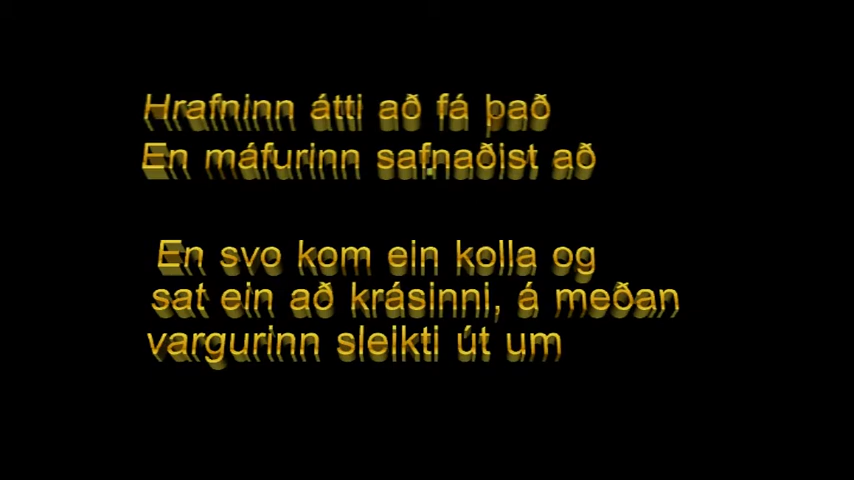 Hrafninn átti að fá það
En máfurinn safnaðist að
En svo kom ein kolla og
sat ein að krásinni, á meðan
vargurinn sleikti út um